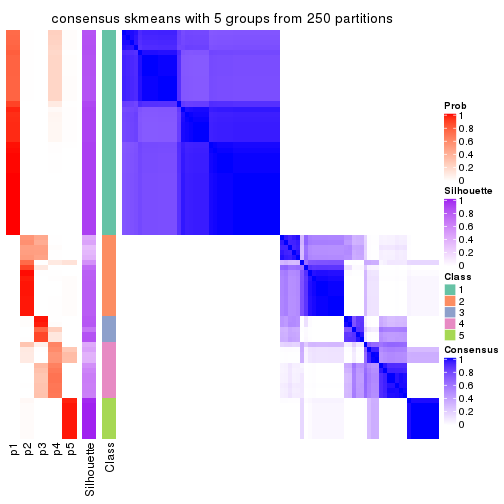 consensus skmeans with 5 groups from 250 partitions
Prob
1
0.8
0.6
0.4
0.2
0
Silhouette
1
0.8
0.6
0.4
0.2
0
Class
1
2
3
4
5
Consensus
1
0.8
0.6
0.4
0.2
0
p1
p2
p3
p4
p5
Silhouette
Class